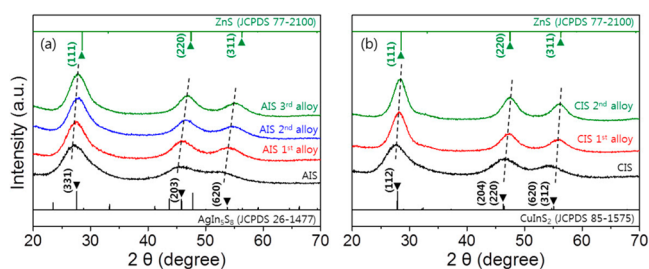 ZnS (JCPDS 77-2100)
(a)
(111)
(220)
(311)
AIS 3rd alloy
AIS 2nd alloy
AIS 1st alloy
AIS
(331)
(203)
(620)
AgIn5S8 (JCPDS 26-1477)
20 30 40 50 60 70
2 θ (degree)
Intensity (a.u.)
ZnS (JCPDS 77-2100)
(b)
(111)
(220)
(311)
CIS 2nd alloy
CIS 1st alloy
CIS
(112)
(204)
(220)
(620)
(312)
CuInS2 (JCPDS 85-1575)
20 30 40 50 60 70
2 θ (degree)